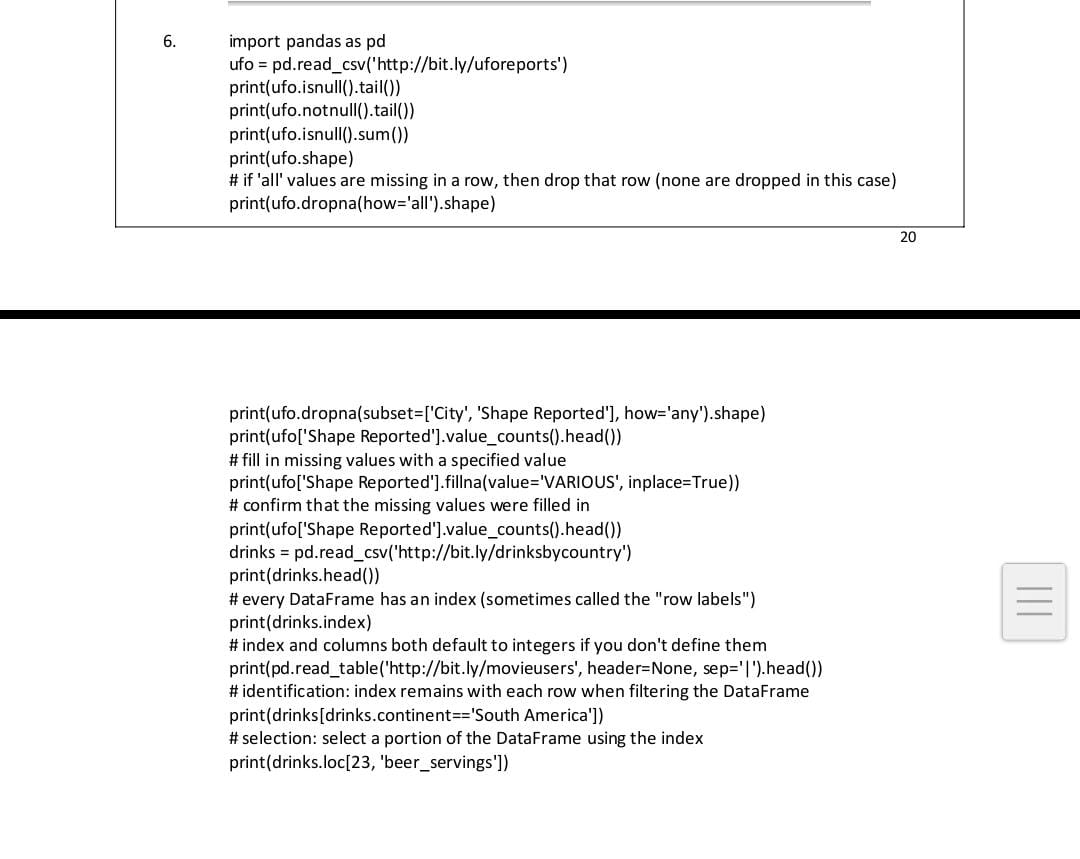 6. import pandas as pd
ufo = pd.read_csv('http://bit.ly/uforeports')
print(ufo.isnull().tail())
print(ufo.notnull().tail())
print(ufo.isnull().sum())
print(ufo.shape)
# if 'all' values are missing in a row, then drop that row (none are dropped in this case)
print(ufo.dropna(how='all').shape)
20
print(ufo.dropna(subset=['City', 'Shape Reported'], how='any').shape)
print(ufo['Shape Reported'].value_counts().head())
# fill in missing values with a specified value
print(ufo['Shape Reported'].fillna(value='VARIOUS', inplace=True))
# confirm that the missing values were filled in
print(ufo['Shape Reported'].value_counts().head())
drinks = pd.read_csv('http://bit.ly/drinksbycountry')
print(drinks.head())
# every DataFrame has an index (sometimes called the "row labels")
print(drinks.index)
# index and columns both default to integers if you don't define them
print(pd.read_table('http://bit.ly/movieusers', header=None, sep='|').head())
# identification: index remains with each row when filtering the DataFrame
print(drinks[drinks.continent=='South America'])
# selection: select a portion of the DataFrame using the index
print(drinks.loc[23, 'beer_servings'])